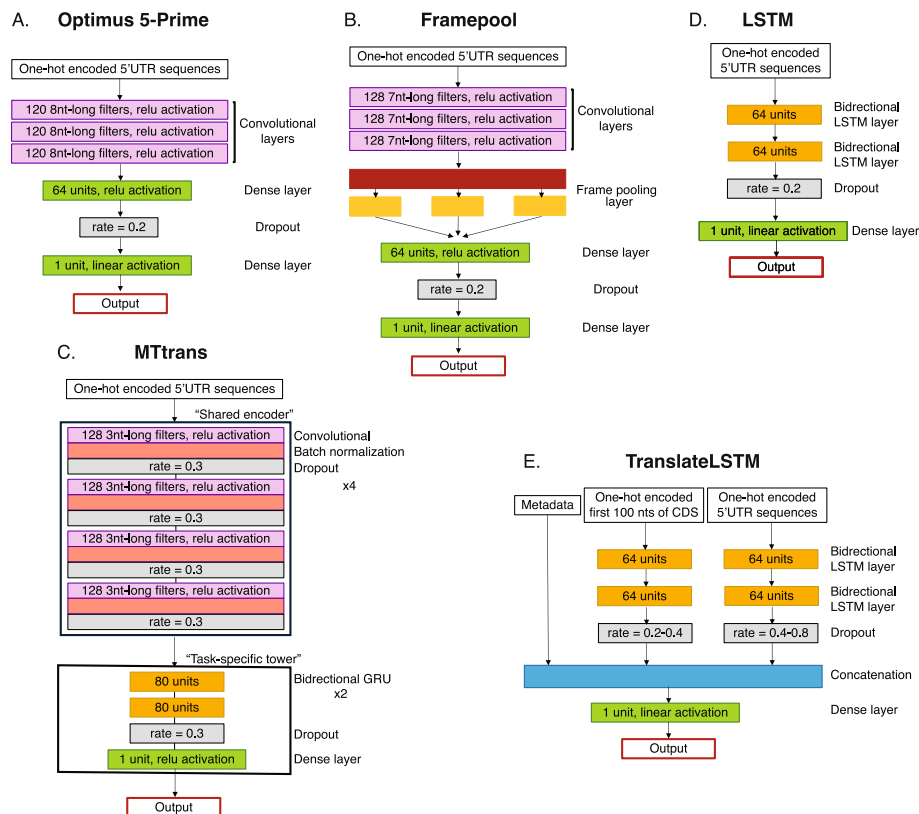 A. Optimus 5-Prime
One-hot encoded 5'UTR sequences
120 8nt-long filters, relu activation
120 8nt-long filters, relu activation
120 8nt-long filters, relu activation
Convolutional
layers
64 units, relu activation
Dense layer
rate = 0.2
Dropout
1 unit, linear activation
Dense layer
Output
B. Framepool
One-hot encoded 5'UTR sequences
128 7nt-long filters, relu activation
128 7nt-long filters, relu activation
128 7nt-long filters, relu activation
Convolutional
layers
Frame pooling
layer
64 units, relu activation
Dense layer
rate = 0.2
Dropout
1 unit, linear activation
Dense layer
Output
D. LSTM
One-hot encoded
5'UTR sequences
64 units
Bidrectional
LSTM layer
64 units
Bidrectional
LSTM layer
rate = 0.2
Dropout
1 unit, linear activation
Dense layer
Output
C. MTtrans
One-hot encoded 5'UTR sequences
“Shared encoder”
128 3nt-long filters, relu activation
Convolutional
Batch normalization
rate = 0.3
Dropout
128 3nt-long filters, relu activation
x4
rate = 0.3
128 3nt-long filters, relu activation
rate = 0.3
128 3nt-long filters, relu activation
rate = 0.3
“Task-specific tower”
80 units
Bidrectional GRU
x2
80 units
rate = 0.3
Dropout
1 unit, relu activation
Dense layer
Output
E. TranslateLSTM
Metadata
One-hot encoded
first 100 nts of CDS
One-hot encoded
5'UTR sequences
64 units
64 units
Bidrectional
LSTM layer
64 units
64 units
Bidrectional
LSTM layer
rate = 0.2-0.4
rate = 0.4-0.8
Dropout
Concatenation
1 unit, linear activation
Dense layer
Output